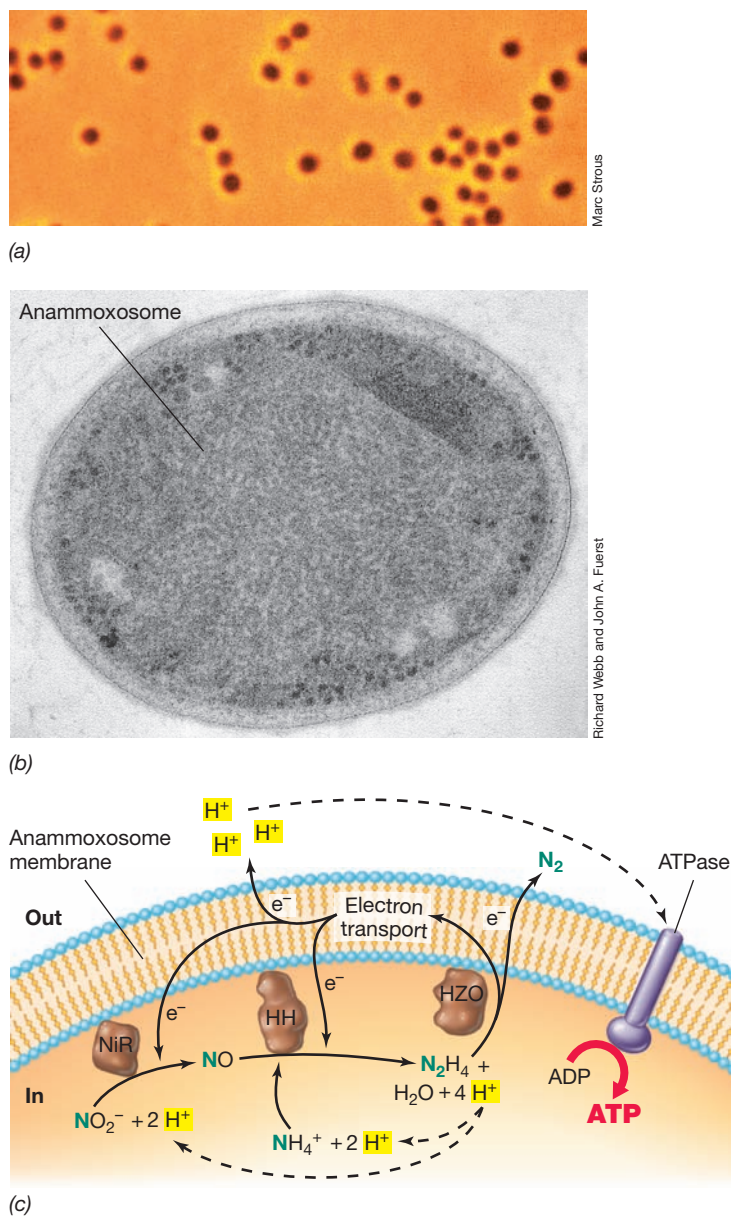 Marc Strous
(a)
Anammoxosome
Richard Webb and John A. Fuerst
(b)
H⁺
H⁺ H⁺
Anammoxosome
membrane
N₂
ATPase
Out
e⁻
Electron
transport
e⁻
e⁻
e⁻
NiR
HH
HZO
NO
N₂H₄ +
H₂O + 4 H⁺
In
NO₂⁻ + 2 H⁺
NH₄⁺ + 2 H⁺
ADP
ATP
(c)